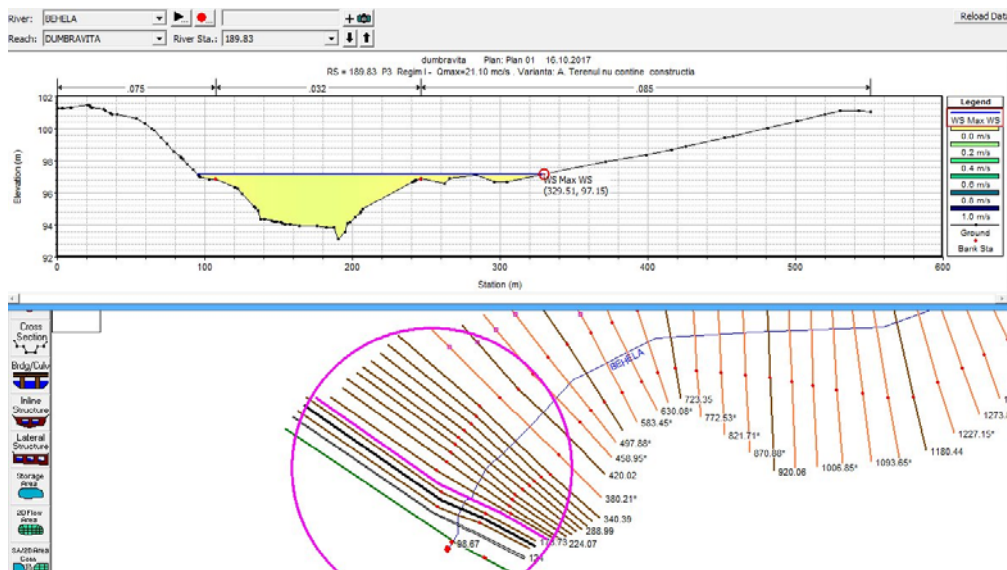 River: BEHELA
Reload Data
Reach: DUMBRAVITA River Sta.: 189.83
dumbravita Plan: Plan 01 16.10.2017
RS = 189.83 P3 Regim I - Qmax=21.10 mc/s . Varianta: A. Terenul nu contine constructia
.075 .032 .085
102
100
98
96
94
92
Elevation (m)
0 100 200 300 400 500 600
Station (m)
WS Max WS
(329.51, 97.15)
Legend
WS Max WS
0.0 m/s
0.2 m/s
0.4 m/s
0.6 m/s
0.8 m/s
1.0 m/s
Ground
Bank Sta
Cross
Section
Brdg/Culv
Inline
Structure
Lateral
Structure
Storage
Area
2D Flow
Area
SA/2D Area
Conn
BEHELA
1273.
1227.15*
1180.44
1093.65*
1006.85*
920.06
870.88*
821.71*
772.53*
723.35
630.08*
583.45*
497.88*
458.95*
420.02
380.21*
340.39
288.99
224.07
98.67